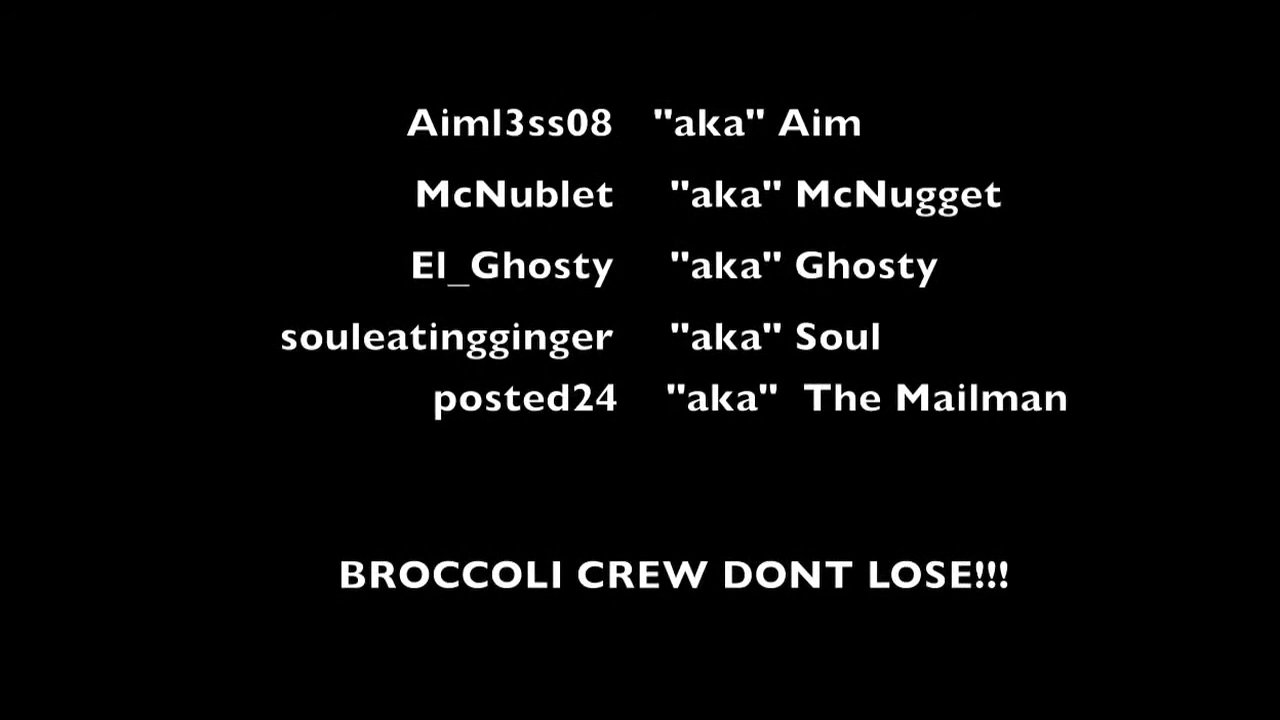 Aiml3ss08 "aka" Aim
McNublet "aka" McNugget
El_Ghosty "aka" Ghosty
souleatingginger "aka" Soul
posted24 "aka" The Mailman
BROCCOLI CREW DONT LOSE!!!